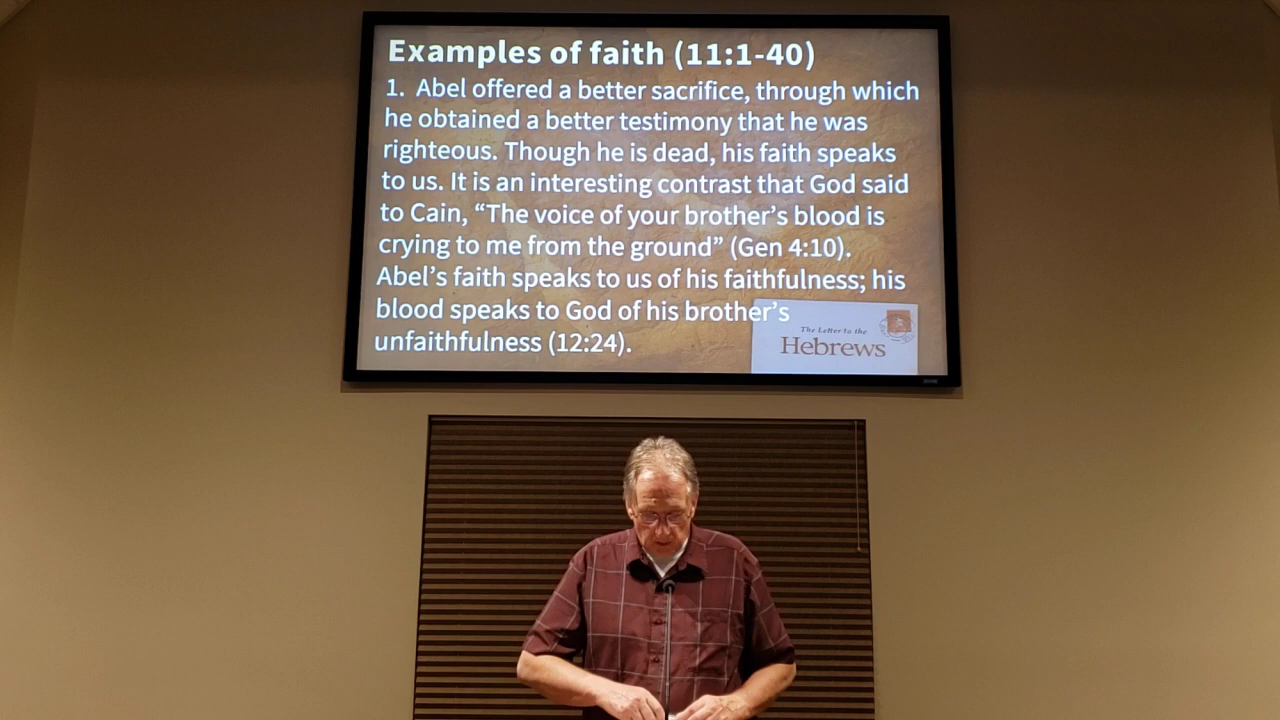 Examples of faith (11:1-40)
1. Abel offered a better sacrifice, through which
he obtained a better testimony that he was
righteous. Though he is dead, his faith speaks
to us. It is an interesting contrast that God said
to Cain, “The voice of your brother’s blood is
crying to me from the ground” (Gen 4:10).
Abel’s faith speaks to us of his faithfulness; his
blood speaks to God of his brother’s
unfaithfulness (12:24).
The Letter to the
Hebrews